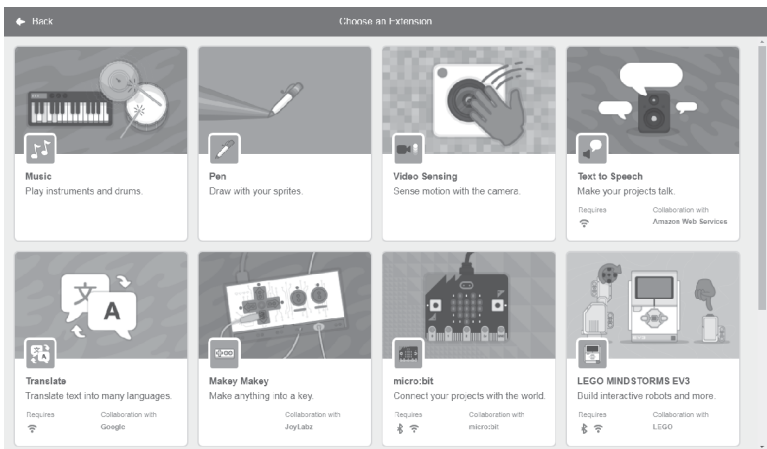 Back
Choose an Extension
Music
Play instruments and drums.
Pen
Draw with your sprites.
Video Sensing
Sense motion with the camera.
Text to Speech
Make your projects talk.
Requires
Collaboration with
Amazon Web Services
Translate
Translate text into many languages.
Requires
Collaboration with
Google
Makey Makey
Make anything into a key.
Collaboration with
JoyLabz
micro:bit
Connect your projects with the world.
Requires
Collaboration with
micro:bit
LEGO MINDSTORMS EV3
Build interactive robots and more.
Requires
Collaboration with
LEGO
文
A